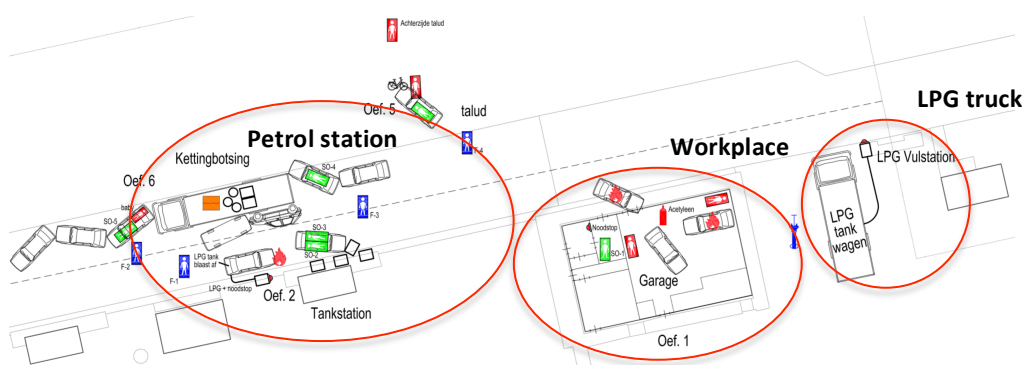 Achterzijde talud
Oef. 5
talud
F-4
LPG truck
Petrol station
Workplace
Kettingbotsing
SO-4
LPG Vulstation
Oef. 6
baby
SO-5
F-3
Acetyleen
LPG
tank
wagen
Noodstop
SO-3
SO-2
SO-1
F-2
LPG tank
blaast af
F-1
Garage
LPG + noodstop
Oef. 2
Tankstation
Oef. 1